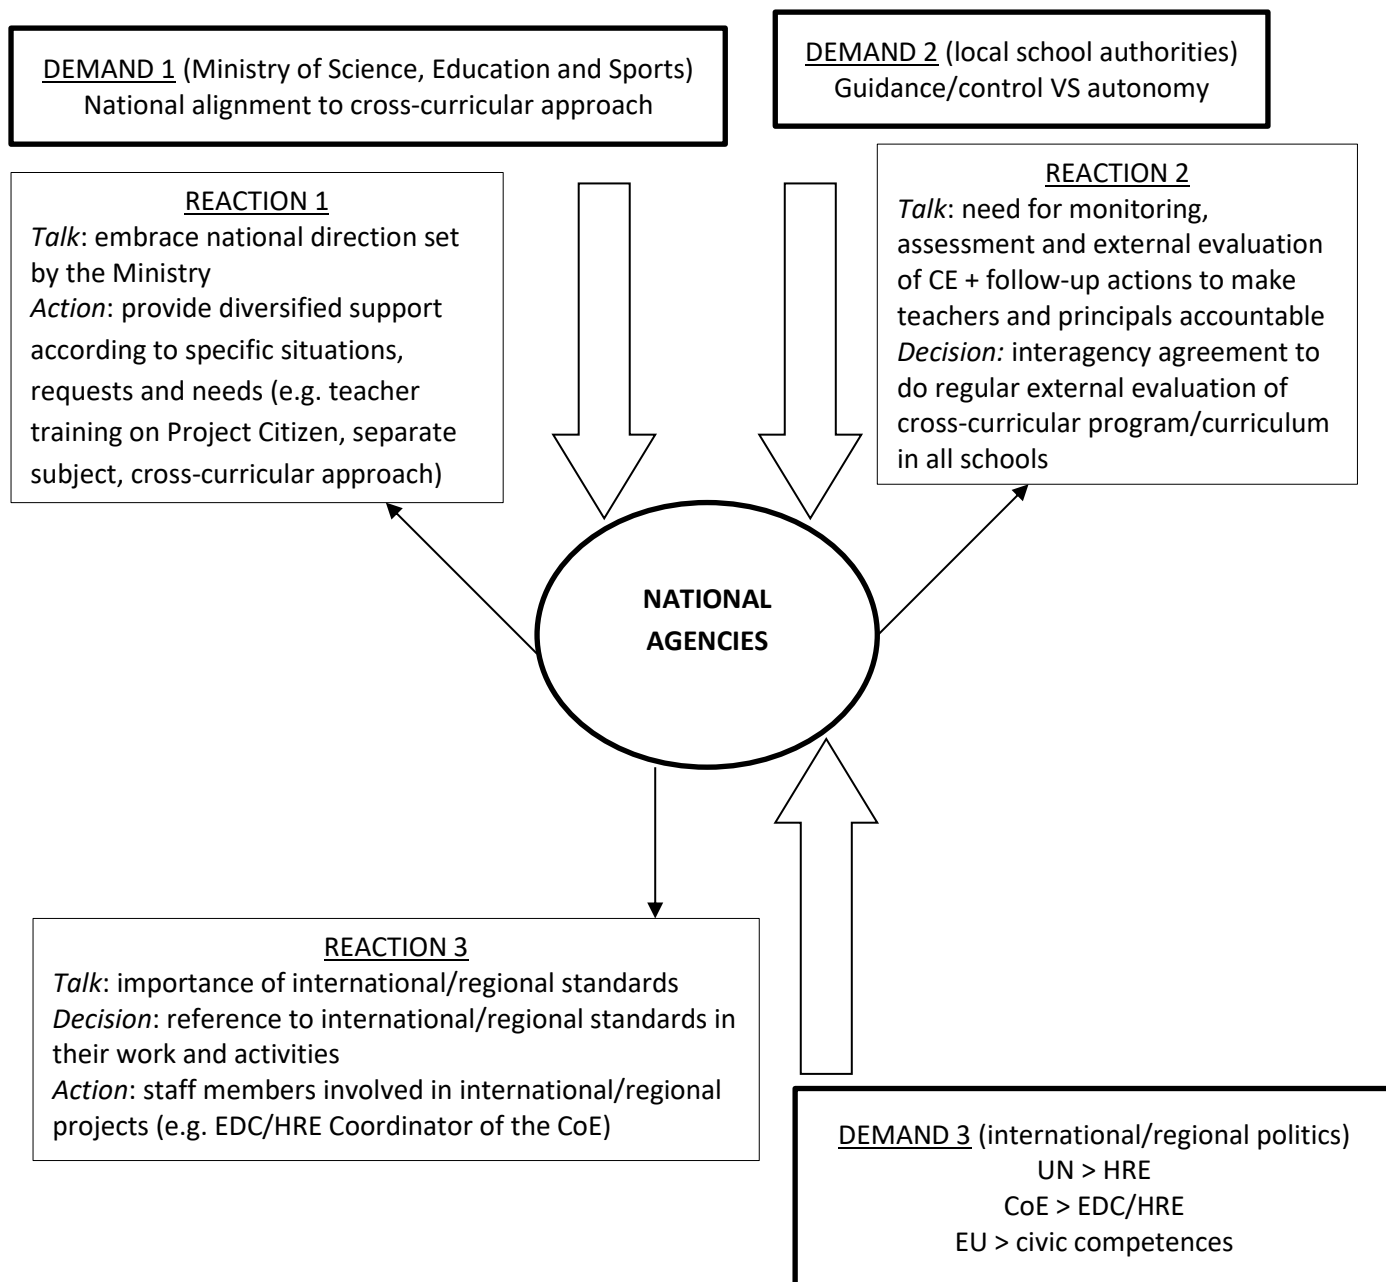 DEMAND 1 (Ministry of Science, Education and Sports)
National alignment to cross-curricular approach
DEMAND 2 (local school authorities)
Guidance/control VS autonomy
REACTION 1
Talk: embrace national direction set
by the Ministry
Action: provide diversified support
according to specific situations,
requests and needs (e.g. teacher
training on Project Citizen, separate
subject, cross-curricular approach)
REACTION 2
Talk: need for monitoring,
assessment and external evaluation
of CE + follow-up actions to make
teachers and principals accountable
Decision: interagency agreement to
do regular external evaluation of
cross-curricular program/curriculum
in all schools
NATIONAL
AGENCIES
REACTION 3
Talk: importance of international/regional standards
Decision: reference to international/regional standards in
their work and activities
Action: staff members involved in international/regional
projects (e.g. EDC/HRE Coordinator of the CoE)
DEMAND 3 (international/regional politics)
UN > HRE
CoE > EDC/HRE
EU > civic competences